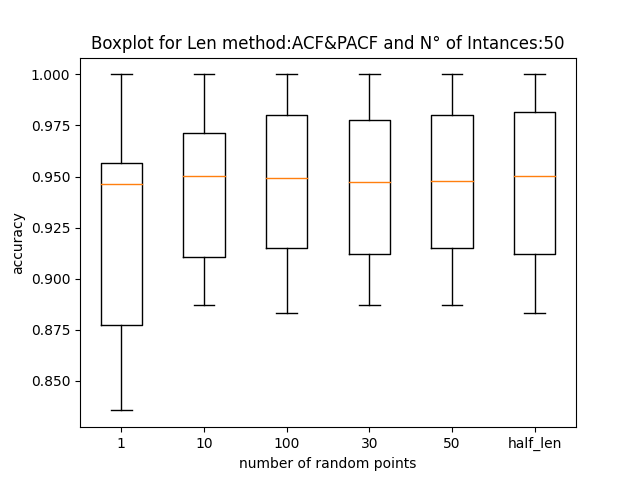 Boxplot for Len method:ACF&PACF and N° of Intances:50
1.000
0.975
0.950
0.925
0.900
0.875
0.850
accuracy
1 10 100 30 50 half_len
number of random points